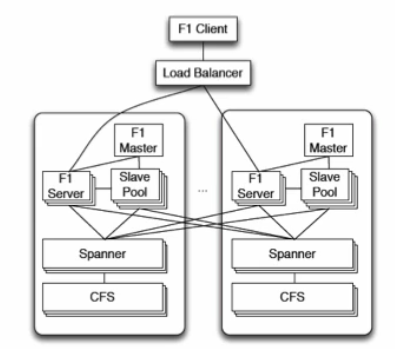 F1 Client
Load Balancer
F1
Master
F1
Server
Slave
Pool
...
F1
Master
F1
Server
Slave
Pool
Spanner
CFS
Spanner
CFS